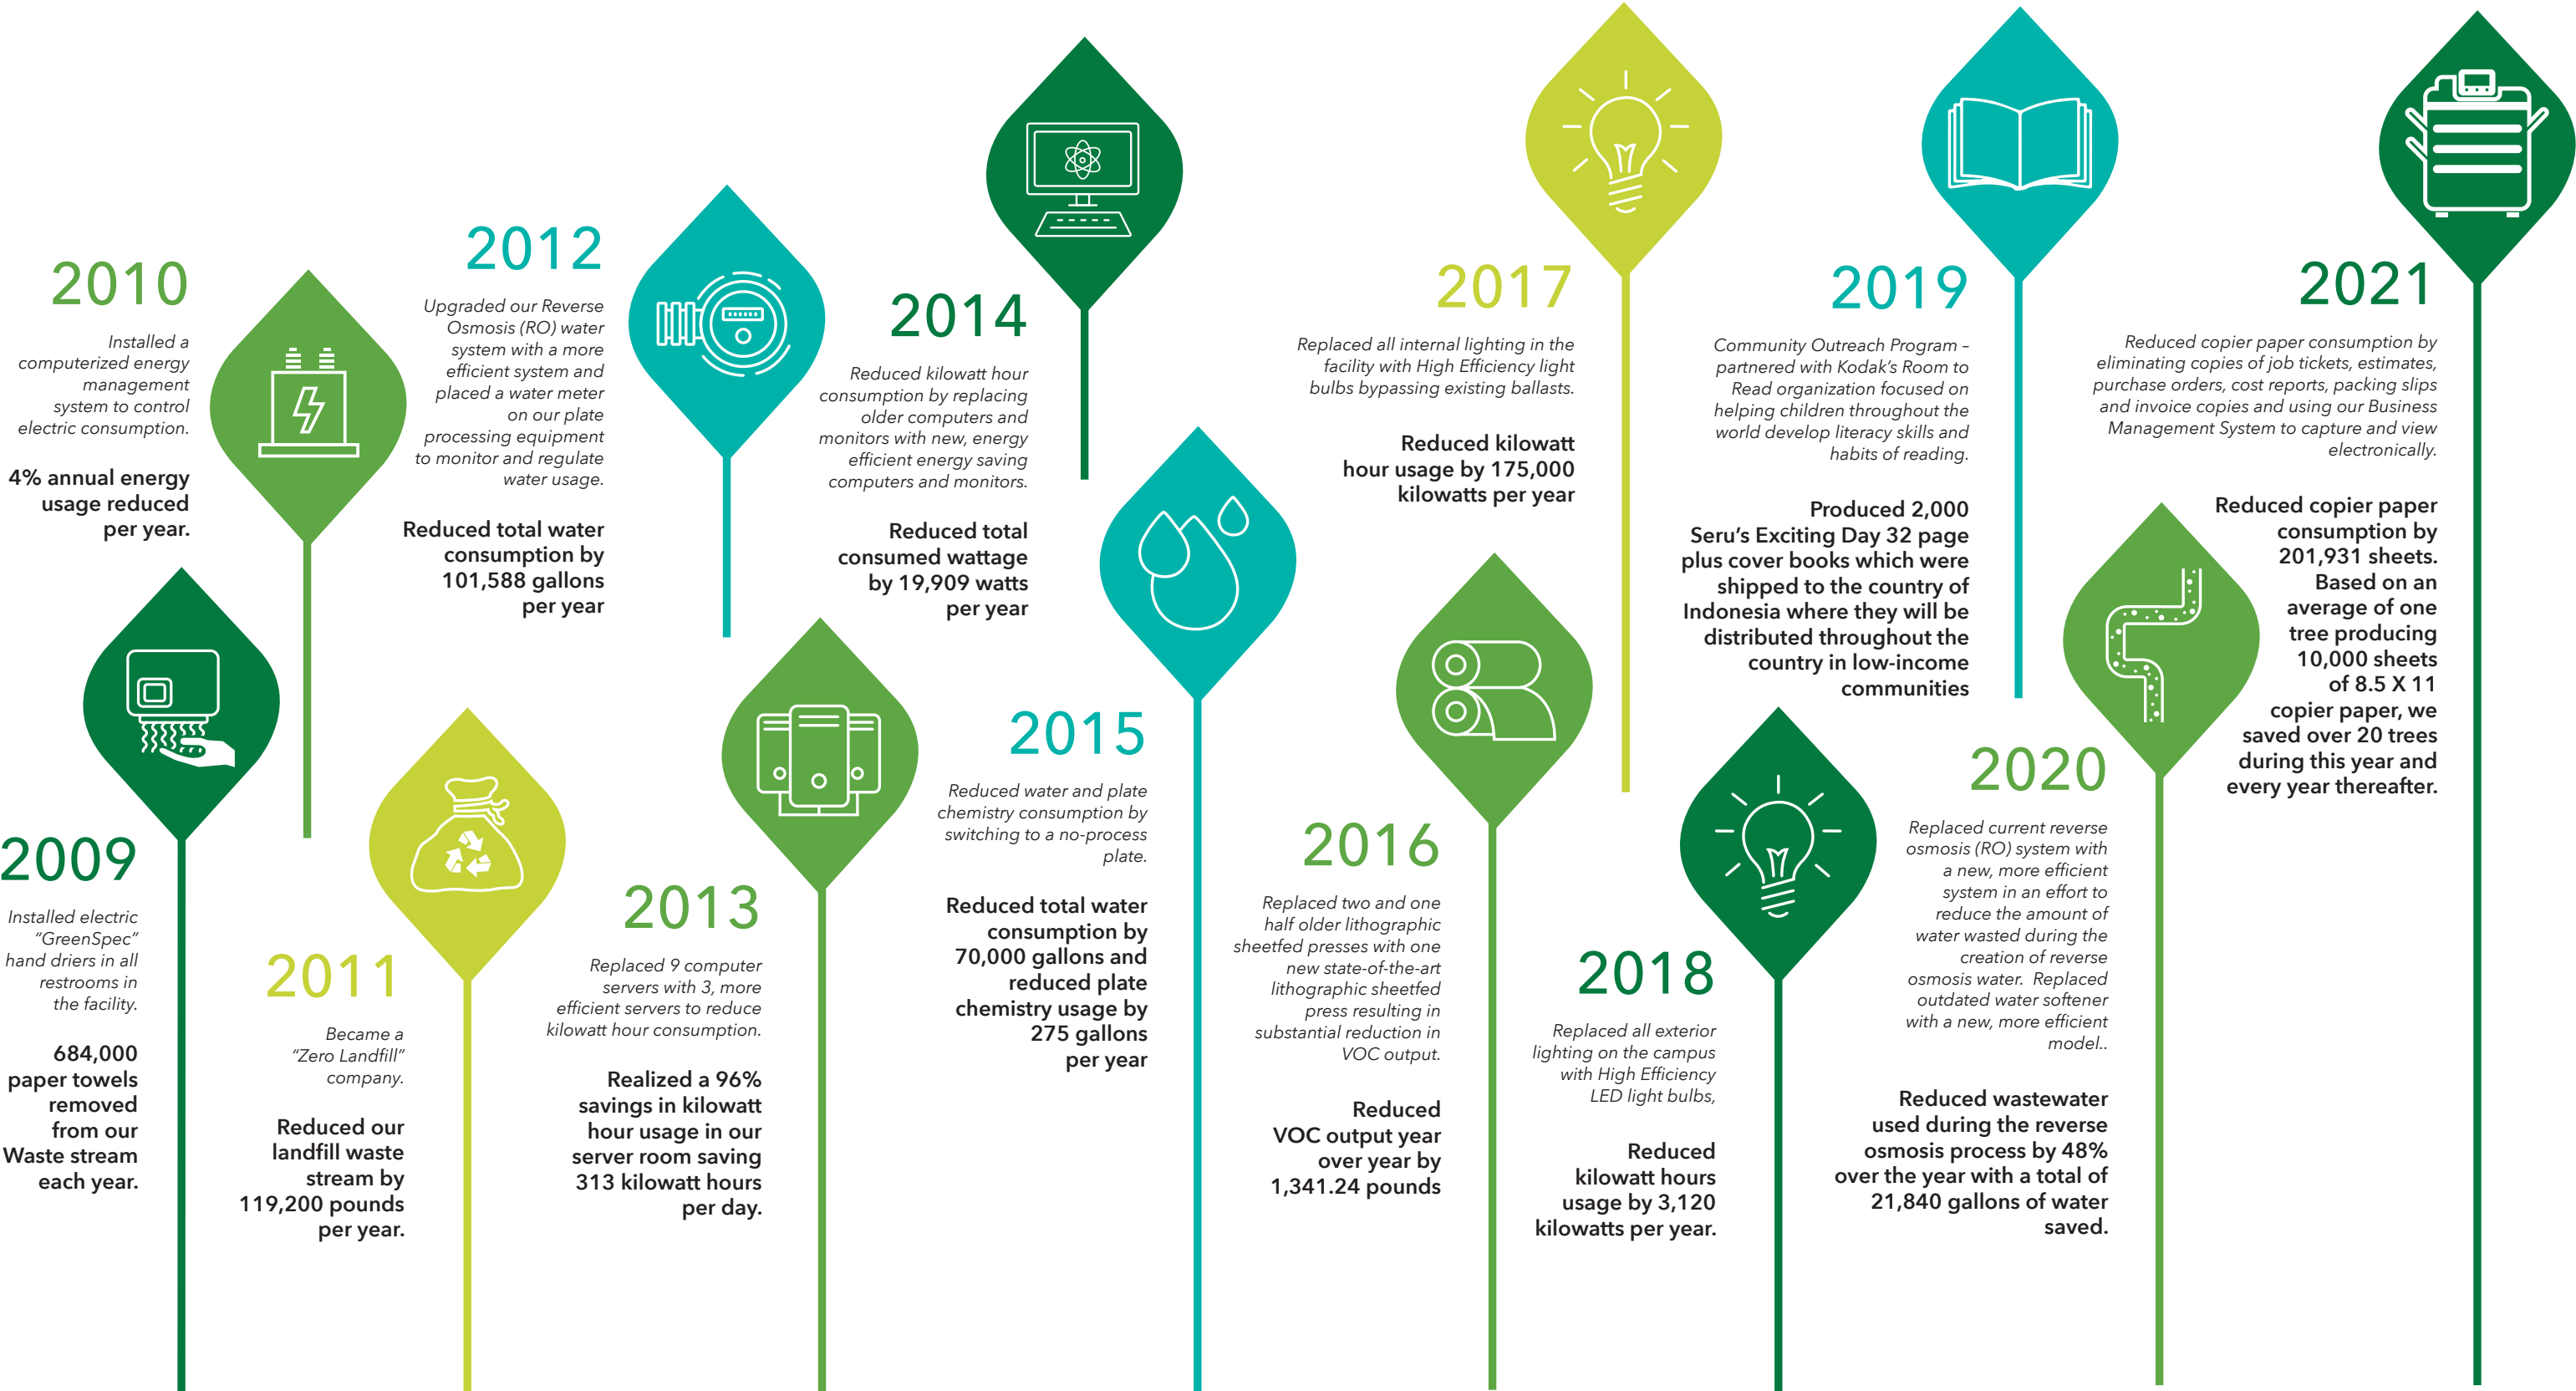 2009
Installed electric
“GreenSpec”
hand driers in all
restrooms in
the facility.
684,000
paper towels
removed
from our
Waste stream
each year.
2010
Installed a
computerized energy
management
system to control
electric consumption.
4% annual energy
usage reduced
per year.
2011
Became a
“Zero Landfill”
company.
Reduced our
landfill waste
stream by
119,200 pounds
per year.
2012
Upgraded our Reverse
Osmosis (RO) water
system with a more
efficient system and
placed a water meter
on our plate
processing equipment
to monitor and regulate
water usage.
Reduced total water
consumption by
101,588 gallons
per year
2013
Replaced 9 computer
servers with 3, more
efficient servers to reduce
kilowatt hour consumption.
Realized a 96%
savings in kilowatt
hour usage in our
server room saving
313 kilowatt hours
per day.
2014
Reduced kilowatt hour
consumption by replacing
older computers and
monitors with new, energy
efficient energy saving
computers and monitors.
Reduced total
consumed wattage
by 19,909 watts
per year
2015
Reduced water and plate
chemistry consumption by
switching to a no-process
plate.
Reduced total water
consumption by
70,000 gallons and
reduced plate
chemistry usage by
275 gallons
per year
2016
Replaced two and one
half older lithographic
sheetfed presses with one
new state-of-the-art
lithographic sheetfed
press resulting in
substantial reduction in
VOC output.
Reduced
VOC output year
over year by
1,341.24 pounds
2017
Replaced all internal lighting in the
facility with High Efficiency light
bulbs bypassing existing ballasts.
Reduced kilowatt
hour usage by 175,000
kilowatts per year
2018
Replaced all exterior
lighting on the campus
with High Efficiency
LED light bulbs,
Reduced
kilowatt hours
usage by 3,120
kilowatts per year.
2019
Community Outreach Program –
partnered with Kodak’s Room to
Read organization focused on
helping children throughout the
world develop literacy skills and
habits of reading.
Produced 2,000
Seru’s Exciting Day 32 page
plus cover books which were
shipped to the country of
Indonesia where they will be
distributed throughout the
country in low-income
communities
2020
Replaced current reverse
osmosis (RO) system with
a new, more efficient
system in an effort to
reduce the amount of
water wasted during the
creation of reverse
osmosis water. Replaced
outdated water softener
with a new, more efficient
model..
Reduced wastewater
used during the reverse
osmosis process by 48%
over the year with a total of
21,840 gallons of water
saved.
2021
Reduced copier paper consumption by
eliminating copies of job tickets, estimates,
purchase orders, cost reports, packing slips
and invoice copies and using our Business
Management System to capture and view
electronically.
Reduced copier paper
consumption by
201,931 sheets.
Based on an
average of one
tree producing
10,000 sheets
of 8.5 X 11
copier paper, we
saved over 20 trees
during this year and
every year thereafter.